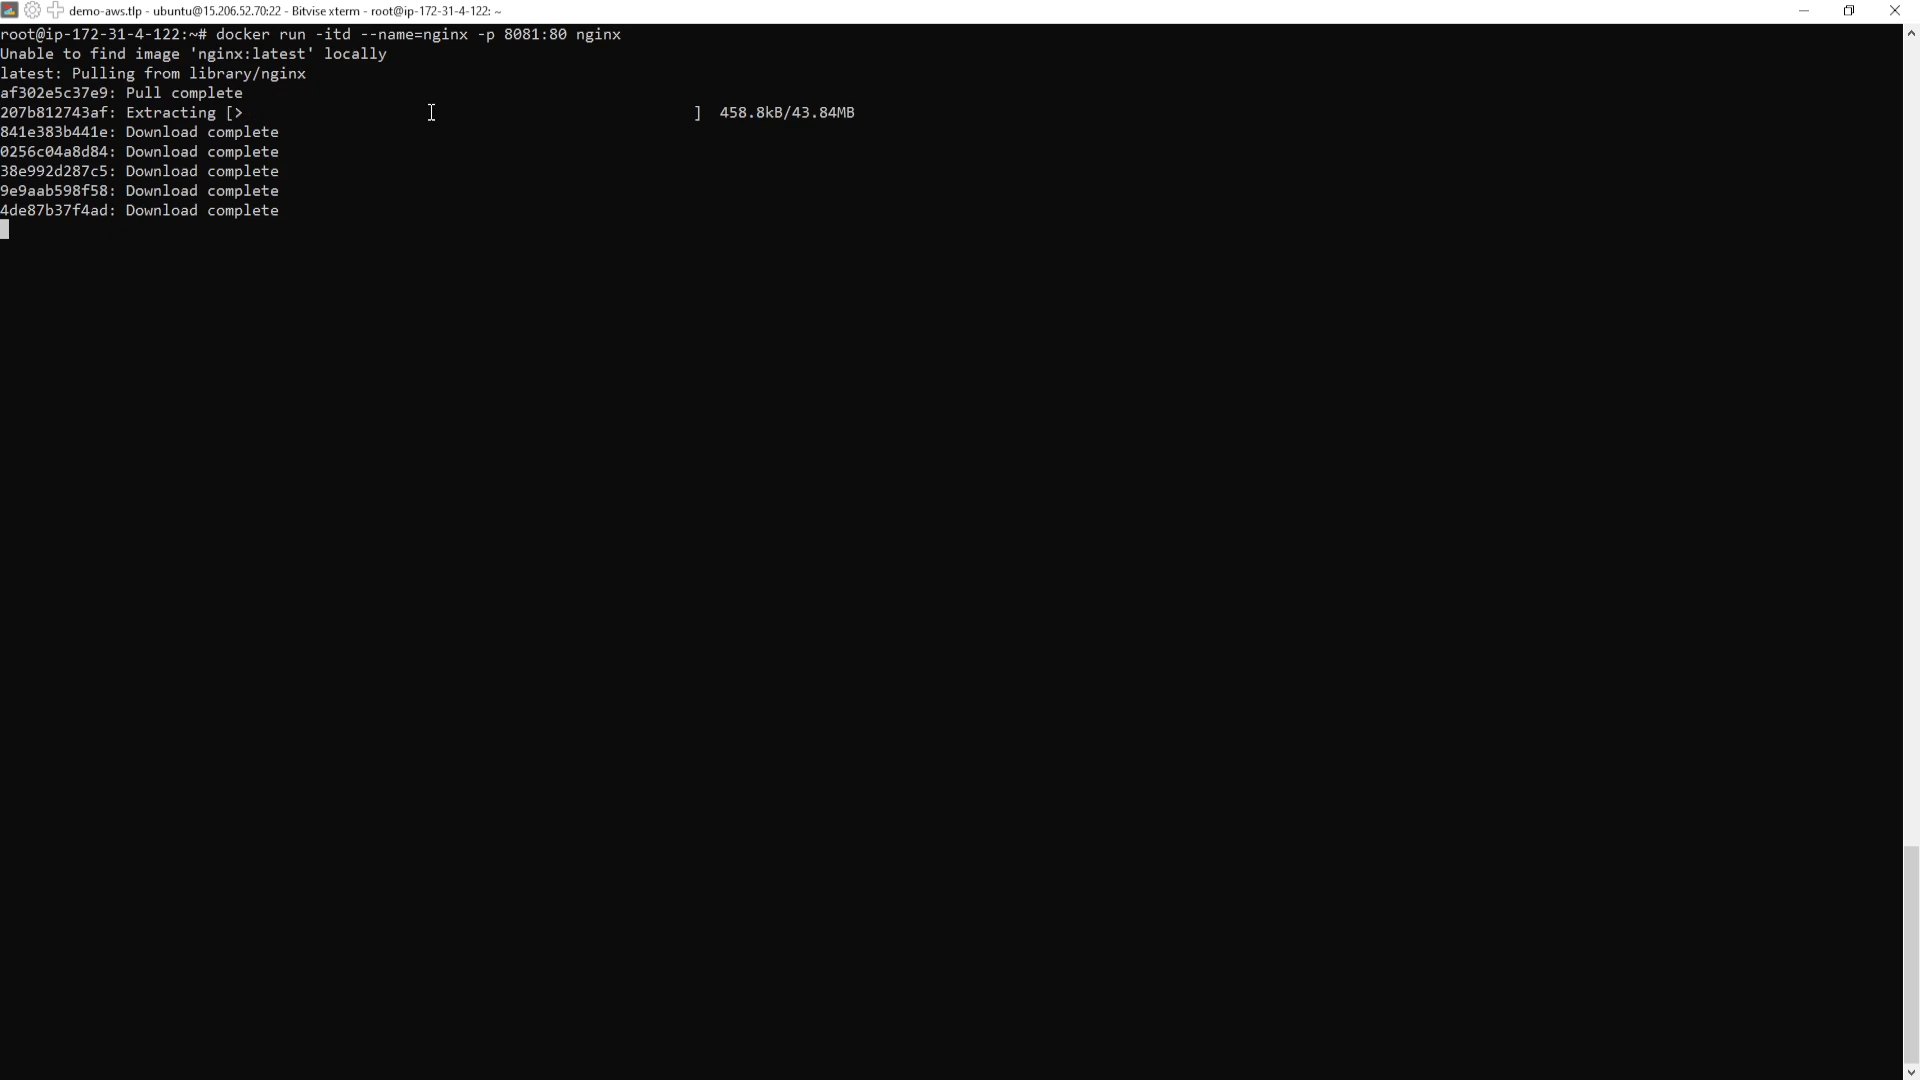 demo-aws.tlp - ubuntu@15.206.52.70:22 - Bitvise xterm - root@ip-172-31-4-122: ~
root@ip-172-31-4-122:~# docker run -itd --name=nginx -p 8081:80 nginx
Unable to find image 'nginx:latest' locally
latest: Pulling from library/nginx
af302e5c37e9: Pull complete
207b812743af: Extracting [>                                                  ]  458.8kB/43.84MB
841e383b441e: Download complete
0256c04a8d84: Download complete
38e992d287c5: Download complete
9e9aab598f58: Download complete
4de87b37f4ad: Download complete